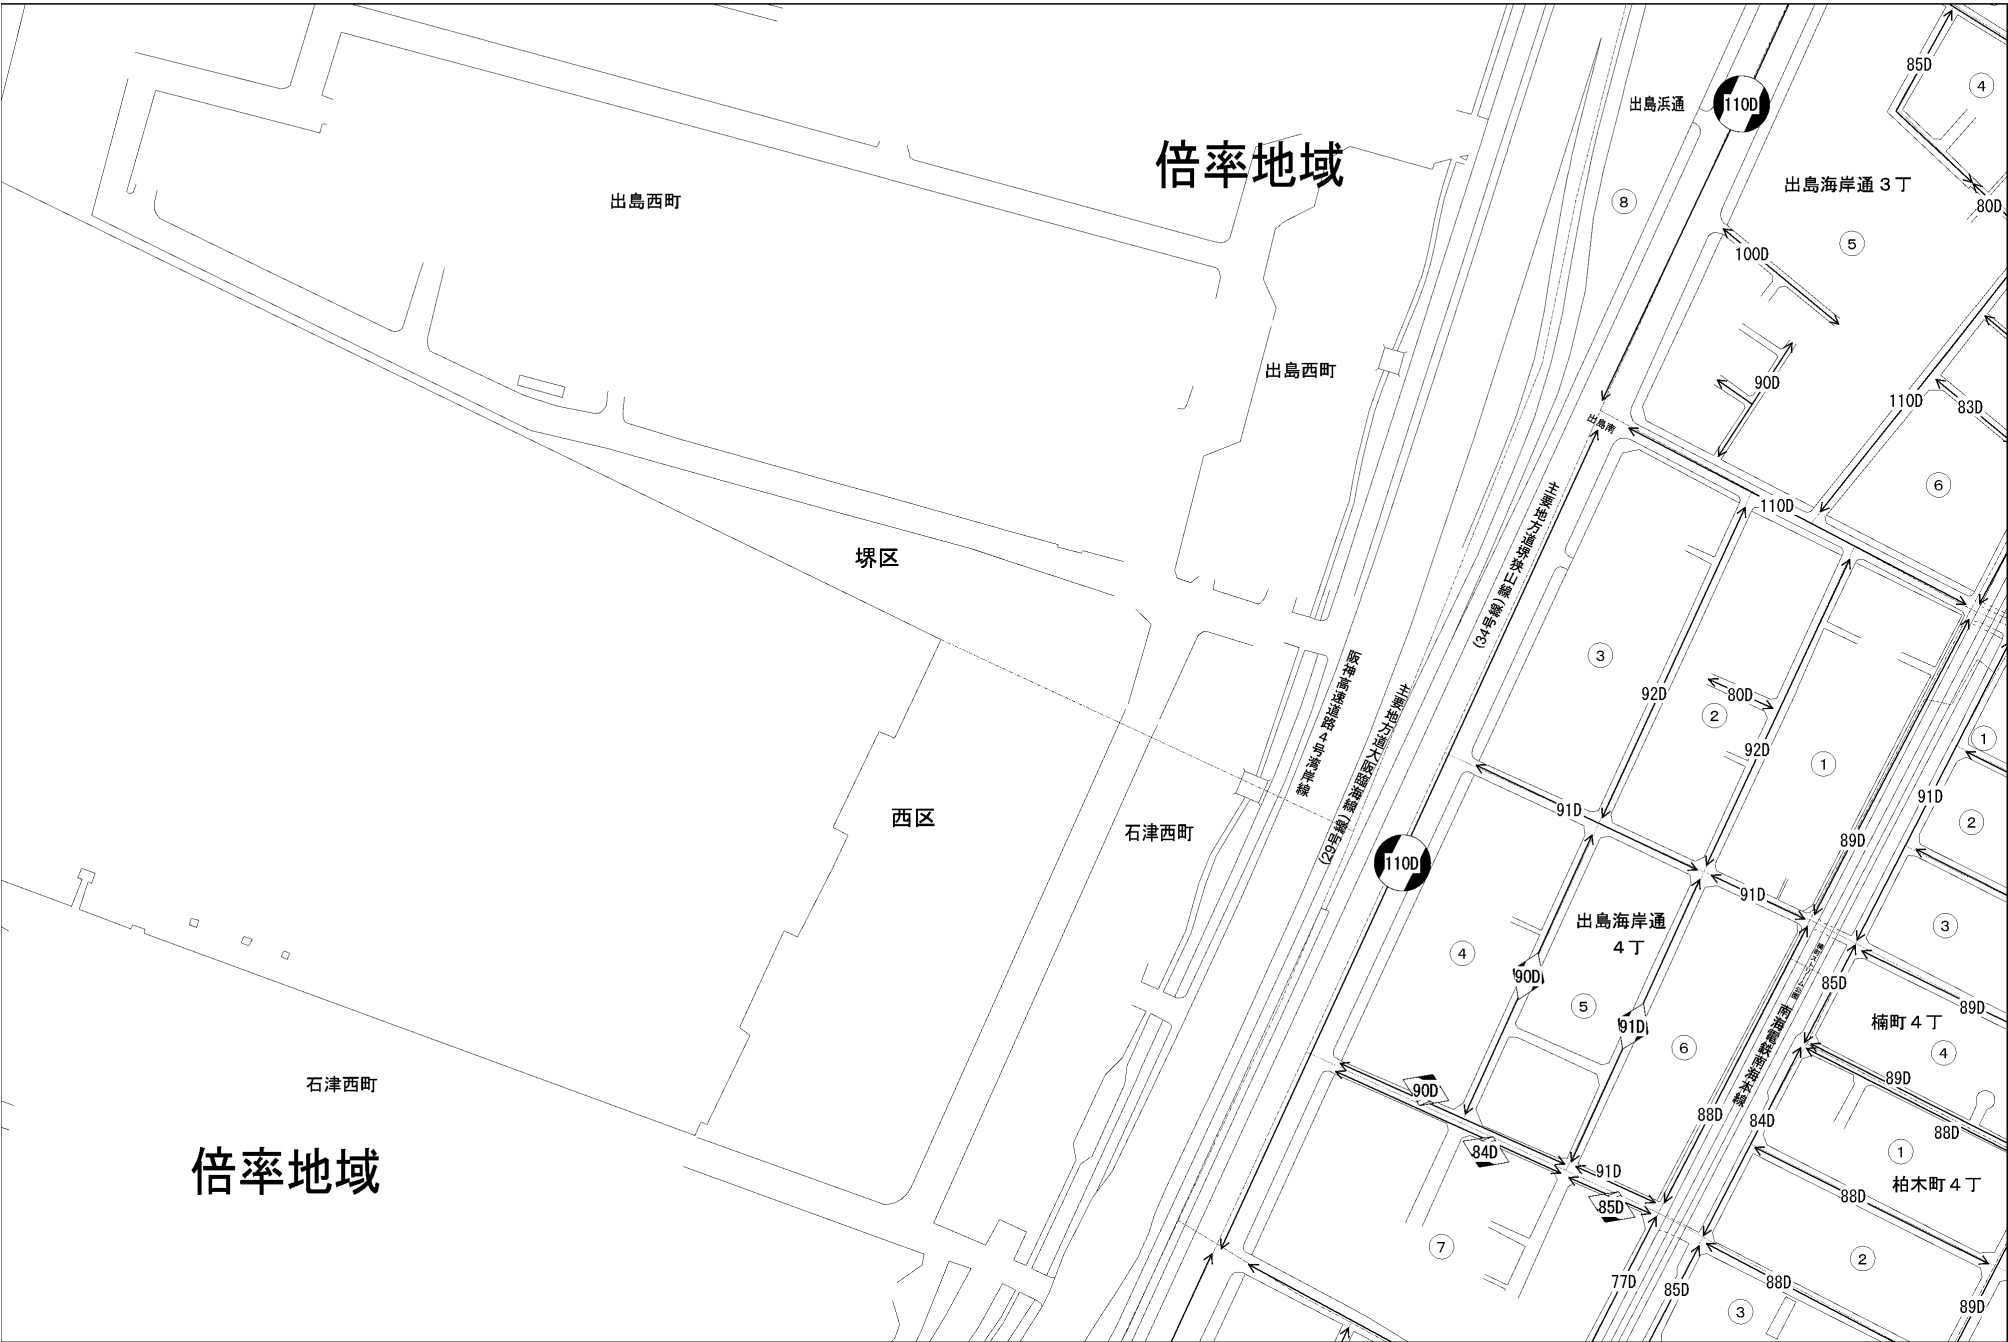 85D
④
出島浜通
110D
倍率地域
出島海岸通3丁
出島西町
⑧
80D
⑤
100D
出島西町
90D
110D
83D
出島南
⑥
110D
主要地方道堺狭山線
(34号線)
堺区
③
阪神高速道路4号湾岸線
主要地方道大阪臨海線
(29号線)
92D
80D
②
92D
①
①
91D
91D
西区
②
石津西町
89D
110D
91D
出島海岸通
4丁
③
④
90D
85D
⑤
89D
南海電鉄南海本線
楠町4丁
91D
⑥
④
石津西町
90D
89D
88D
84D
88D
倍率地域
84D
①
91D
柏木町4丁
88D
85D
⑦
②
77D
85D
88D
③
89D